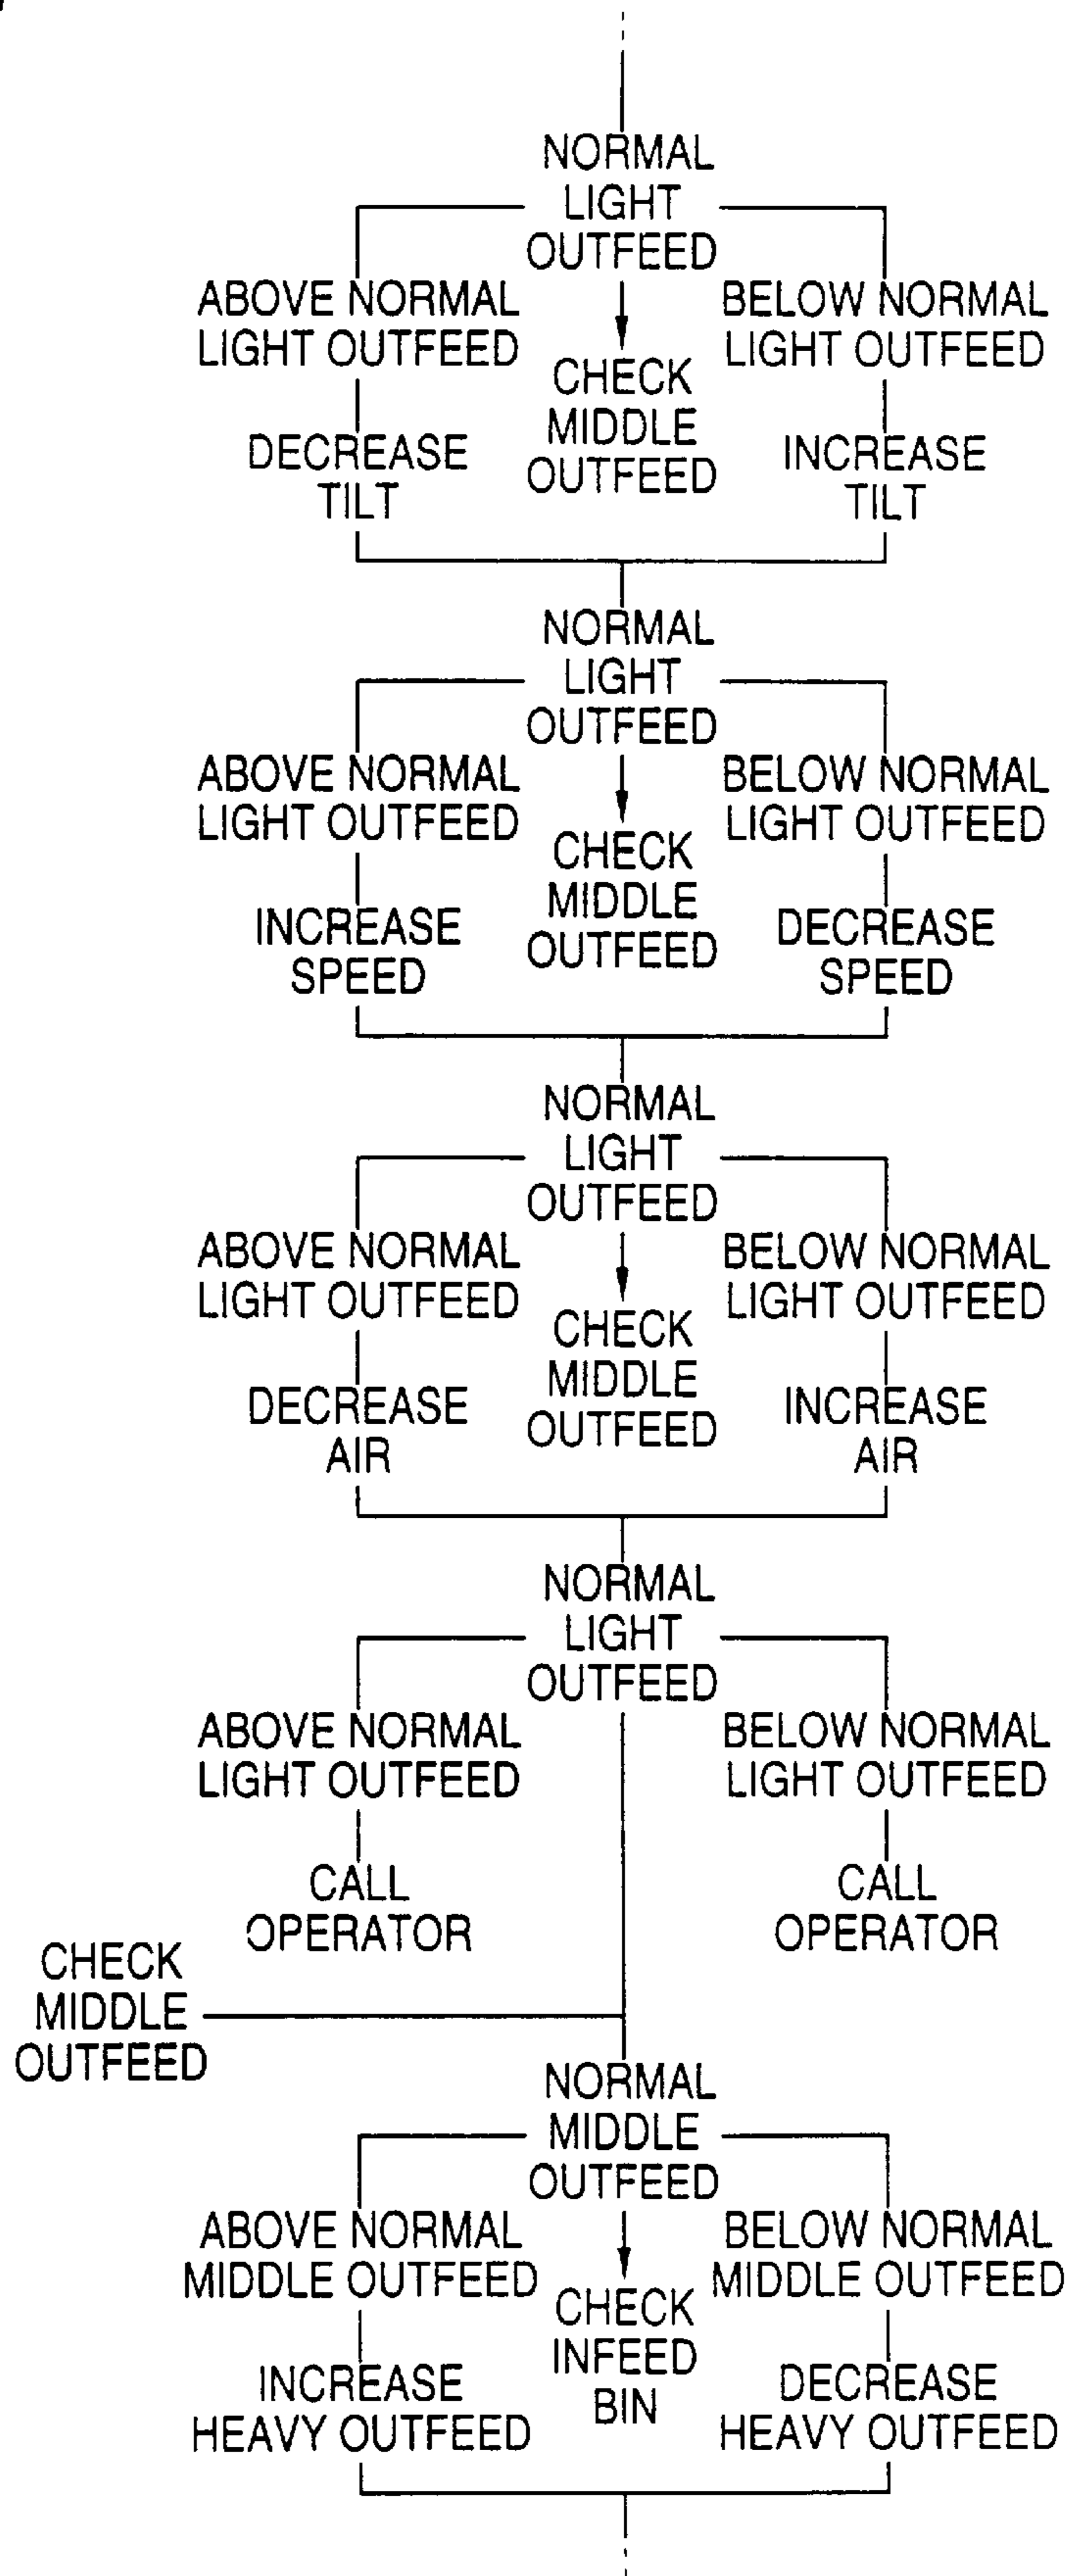 NORMAL
LIGHT
OUTFEED
ABOVE NORMAL
LIGHT OUTFEED
CHECK
MIDDLE
OUTFEED
BELOW NORMAL
LIGHT OUTFEED
DECREASE
TILT
INCREASE
TILT
NORMAL
LIGHT
OUTFEED
ABOVE NORMAL
LIGHT OUTFEED
CHECK
MIDDLE
OUTFEED
BELOW NORMAL
LIGHT OUTFEED
INCREASE
SPEED
DECREASE
SPEED
NORMAL
LIGHT
OUTFEED
ABOVE NORMAL
LIGHT OUTFEED
CHECK
MIDDLE
OUTFEED
BELOW NORMAL
LIGHT OUTFEED
DECREASE
AIR
INCREASE
AIR
NORMAL
LIGHT
OUTFEED
ABOVE NORMAL
LIGHT OUTFEED
BELOW NORMAL
LIGHT OUTFEED
CALL
OPERATOR
CALL
OPERATOR
CHECK
MIDDLE
OUTFEED
NORMAL
MIDDLE
OUTFEED
ABOVE NORMAL
MIDDLE OUTFEED
CHECK
INFEED
BIN
BELOW NORMAL
MIDDLE OUTFEED
INCREASE
HEAVY OUTFEED
DECREASE
HEAVY OUTFEED